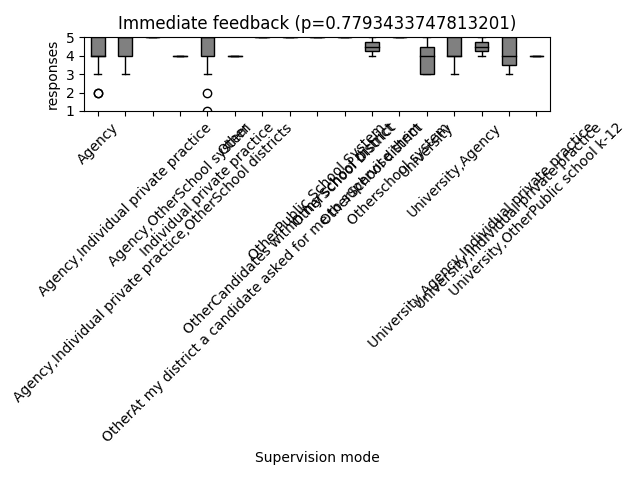 Immediate feedback (p=0.7793433747813201)
responses
5
4
3
2
1
Agency
Agency,Individual private practice
Agency,Individual private practice,OtherSchool districts
Agency,OtherSchool system
Individual private practice
Other
OtherAt my district a candidate asked for me to
OtherCandidates within my school district
OtherPublic School System
OtherSchool District
OtherSchool district
Otherschool system
University
University,Agency
University,Agency,Individual private practice
University,Individual private practice
University,OtherPublic school k-12
Supervision mode